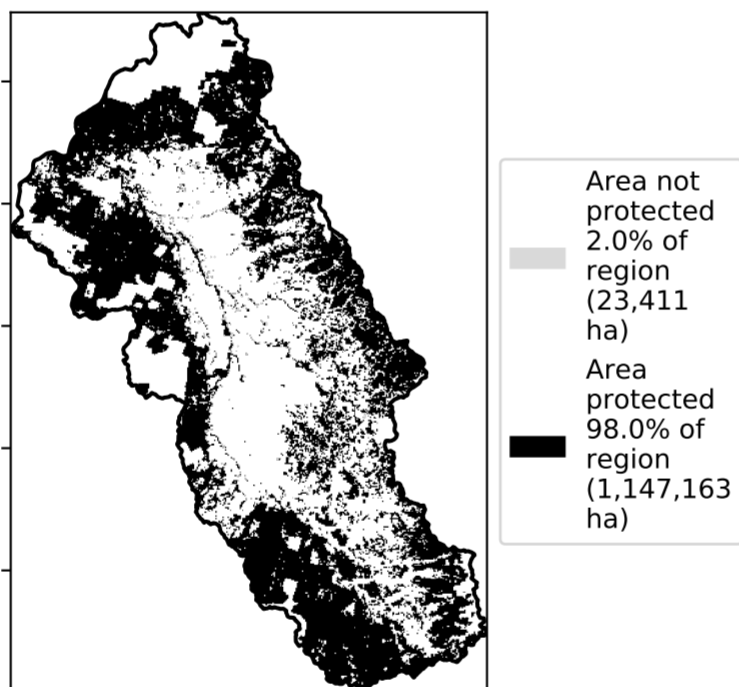 Area not
protected
2.0% of
region
(23,411
ha)
Area
protected
98.0% of
region
(1,147,163
ha)